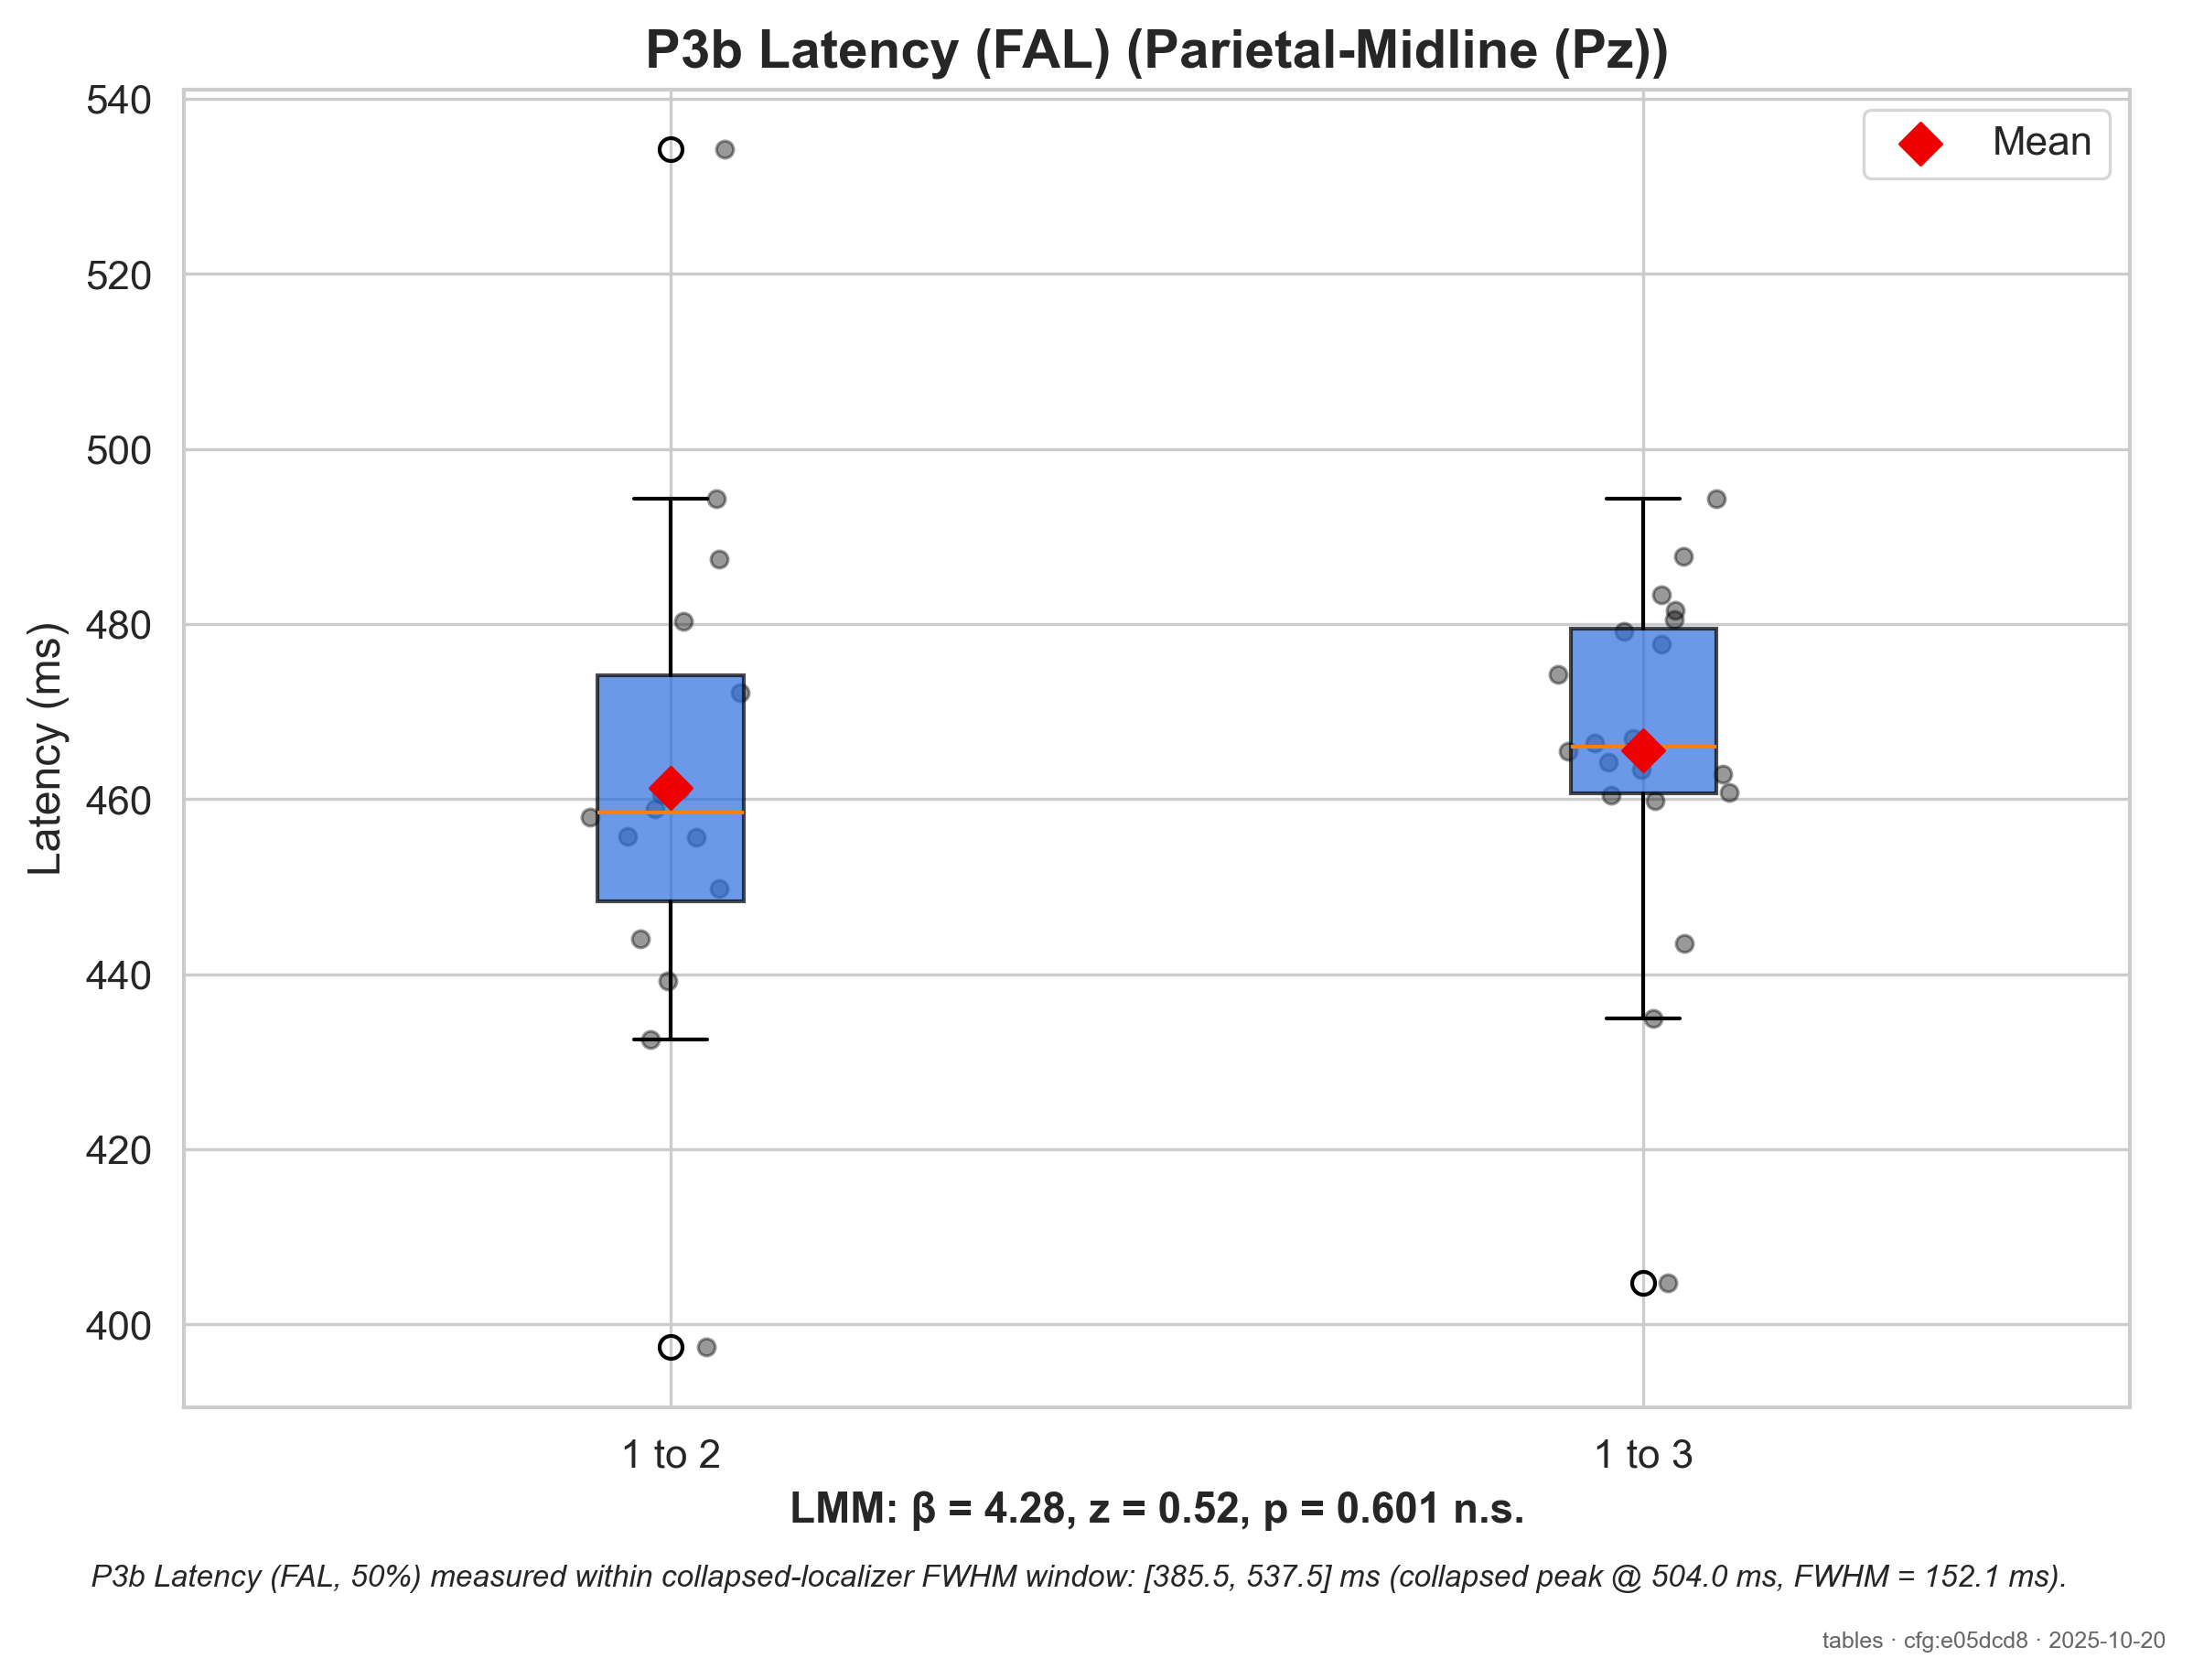 P3b Latency (FAL) (Parietal-Midline (Pz))
Mean
Latency (ms)
540
520
500
480
460
440
420
400
1 to 2
1 to 3
LMM: β = 4.28, z = 0.52, p = 0.601 n.s.
P3b Latency (FAL, 50%) measured within collapsed-localizer FWHM window: [385.5, 537.5] ms (collapsed peak @ 504.0 ms, FWHM = 152.1 ms).
tables · cfg:e05dcd8 · 2025-10-20